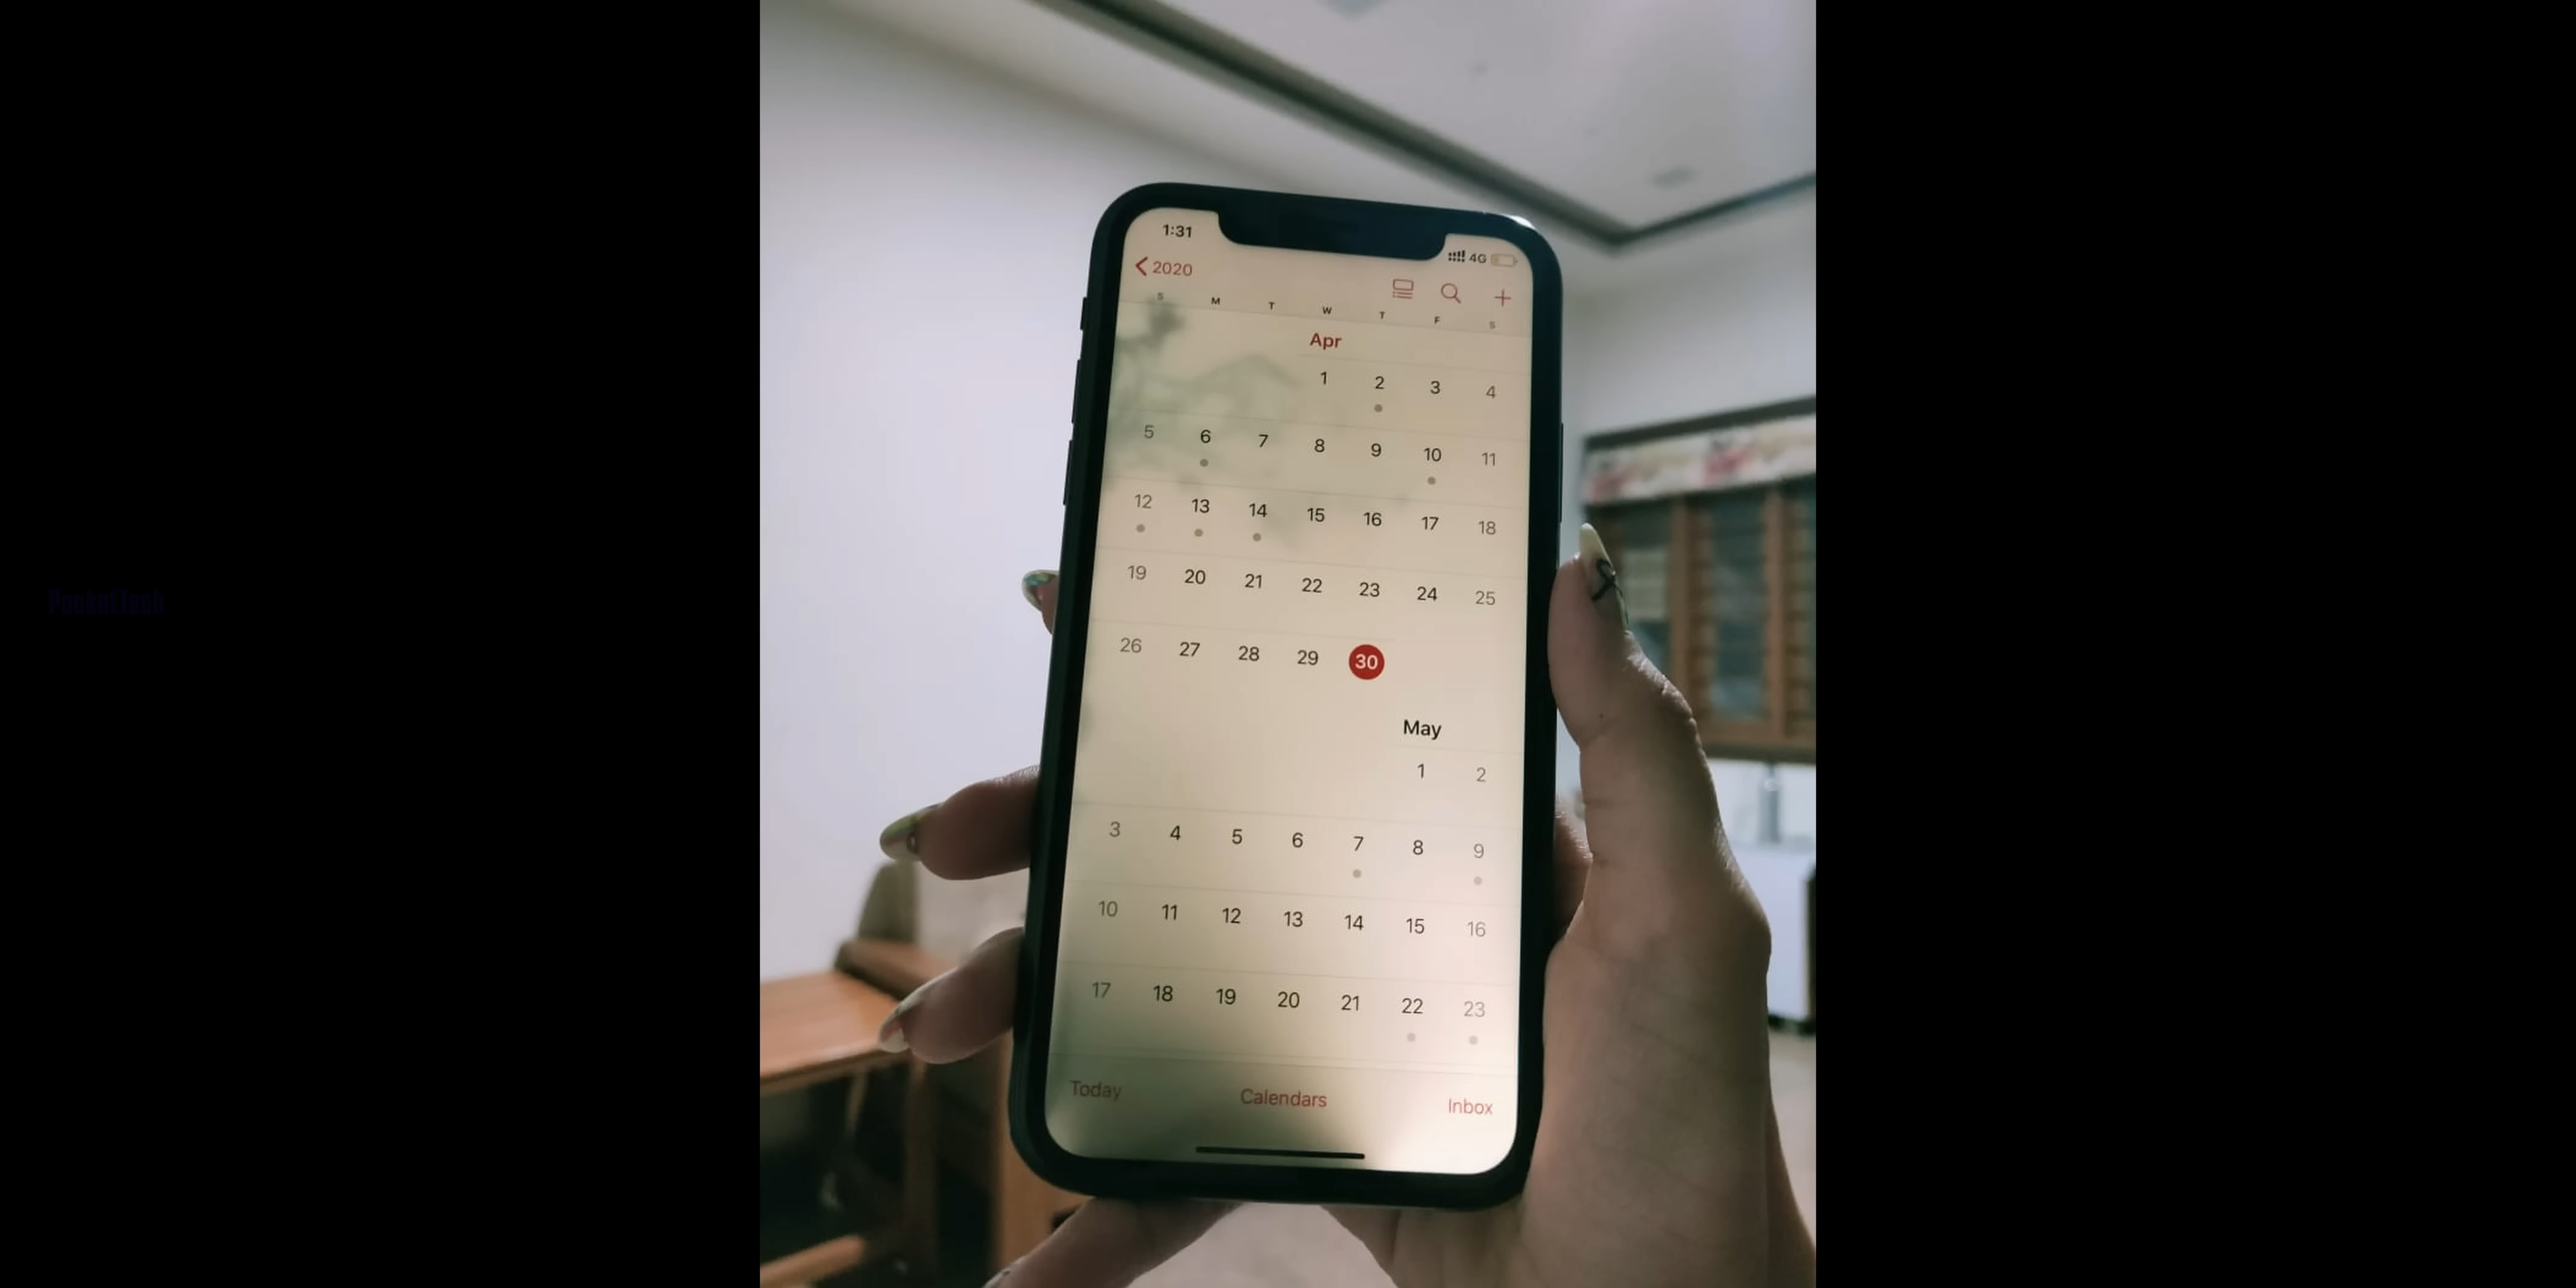 1:31
4G
2020
S M T W T F S
Apr
1 2 3 4
5 6 7 8 9 10 11
12 13 14 15 16 17 18
19 20 21 22 23 24 25
26 27 28 29 30
May
1 2
3 4 5 6 7 8 9
10 11 12 13 14 15 16
17 18 19 20 21 22 23
Today Calendars Inbox